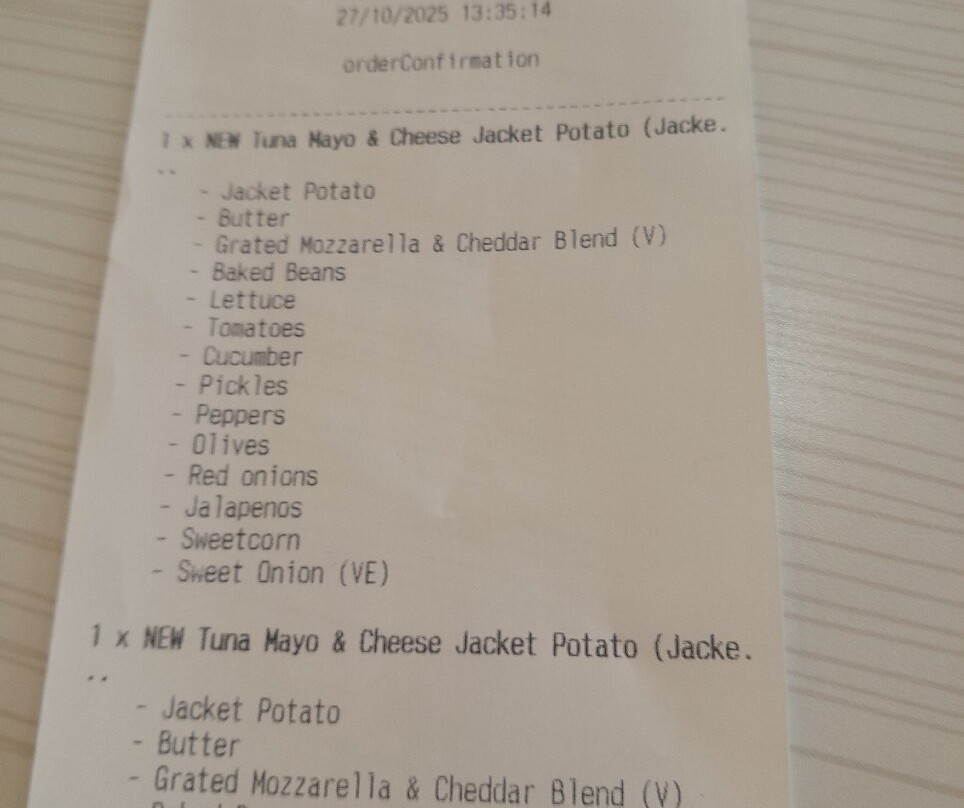 27/10/2025 13:35:14
orderConfirmation
1 x NEW Tuna Mayo & Cheese Jacket Potato (Jacke.
..
- Jacket Potato
- Butter
- Grated Mozzarella & Cheddar Blend (V)
- Baked Beans
- Lettuce
- Tomatoes
- Cucumber
- Pickles
- Peppers
- Olives
- Red onions
- Jalapenos
- Sweetcorn
- Sweet Onion (VE)
1 x NEW Tuna Mayo & Cheese Jacket Potato (Jacke.
..
- Jacket Potato
- Butter
- Grated Mozzarella & Cheddar Blend (V)